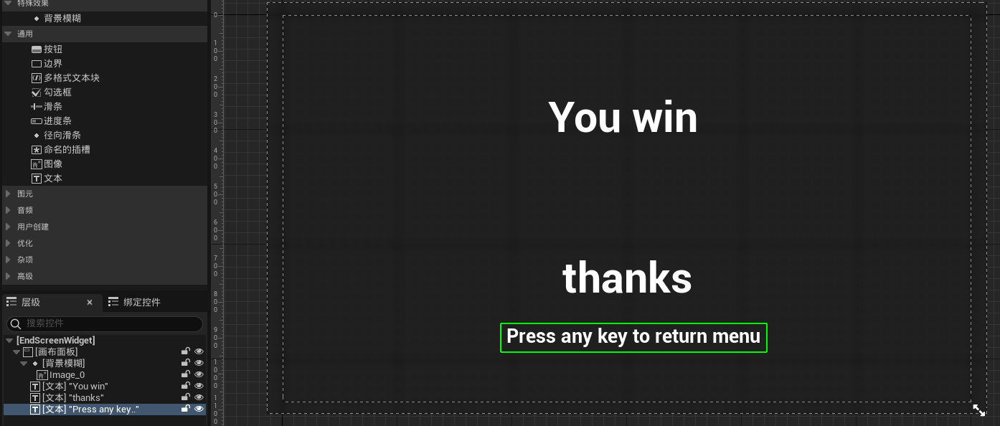 特殊效果
背景模糊
通用
按钮
边界
多格式文本块
勾选框
滑条
进度条
径向滑条
命名的插槽
图像
文本
图元
音频
用户创建
优化
杂项
高级
层级
绑定控件
搜索控件
[EndScreenWidget]
[画布面板]
[背景模糊]
Image_0
[文本] "You win"
[文本] "thanks"
[文本] "Press any key.."
0
100
200
300
400
500
600
700
800
900
1000
1100
You win
thanks
Press any key to return menu